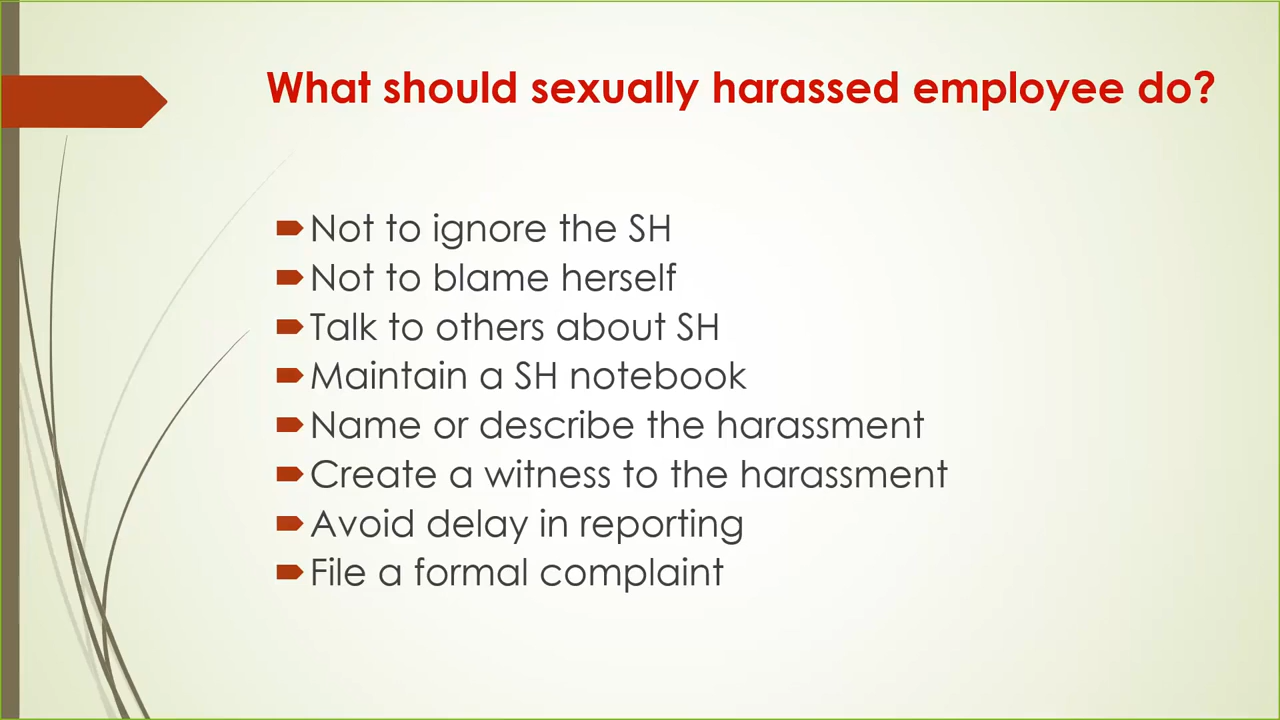 What should sexually harassed employee do?
Not to ignore the SH
Not to blame herself
Talk to others about SH
Maintain a SH notebook
Name or describe the harassment
Create a witness to the harassment
Avoid delay in reporting
File a formal complaint